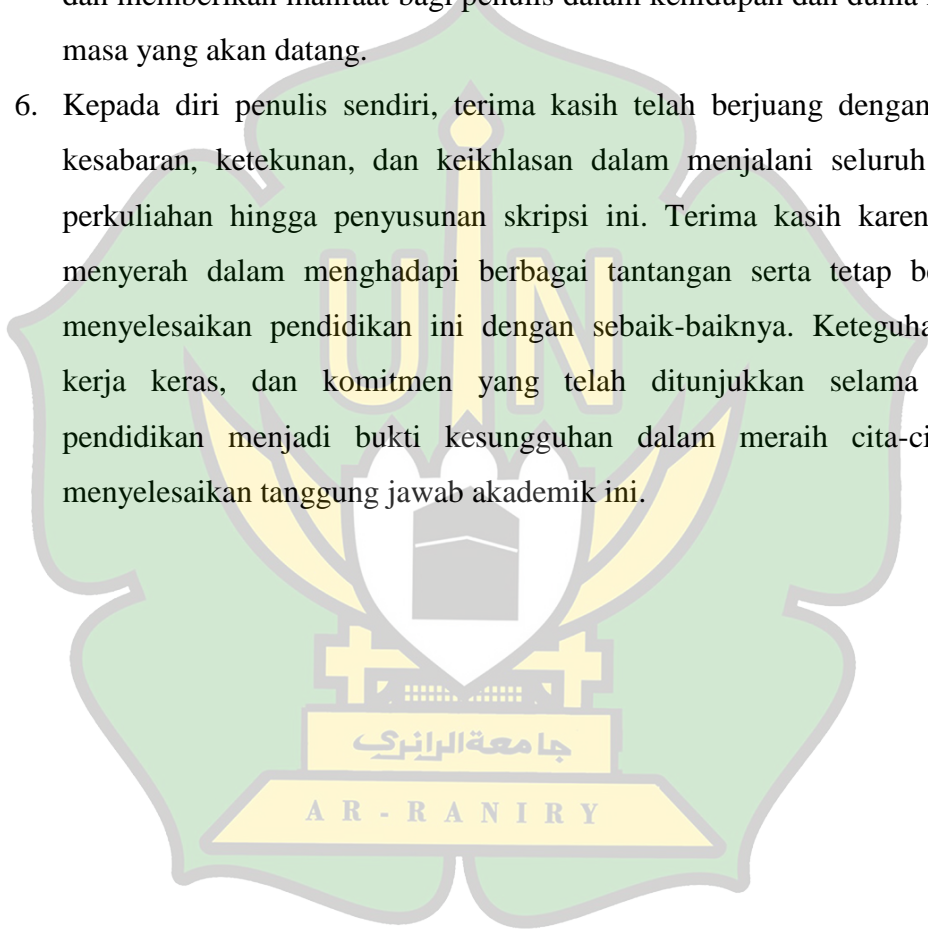 dan memberikan manfaat bagi penulis dalam kehidupan dan dunia
masa yang akan datang.
6. Kepada diri penulis sendiri, terima kasih telah berjuang dengan
kesabaran, ketekunan, dan keikhlasan dalam menjalani seluruh
perkuliahan hingga penyusunan skripsi ini. Terima kasih karen
menyerah dalam menghadapi berbagai tantangan serta tetap be
menyelesaikan pendidikan ini dengan sebaik-baiknya. Keteguha
kerja keras, dan komitmen yang telah ditunjukkan selama
pendidikan menjadi bukti kesungguhan dalam meraih cita-ci
menyelesaikan tanggung jawab akademik ini.
UIN
جامعة الرانري
AR-RANIRY